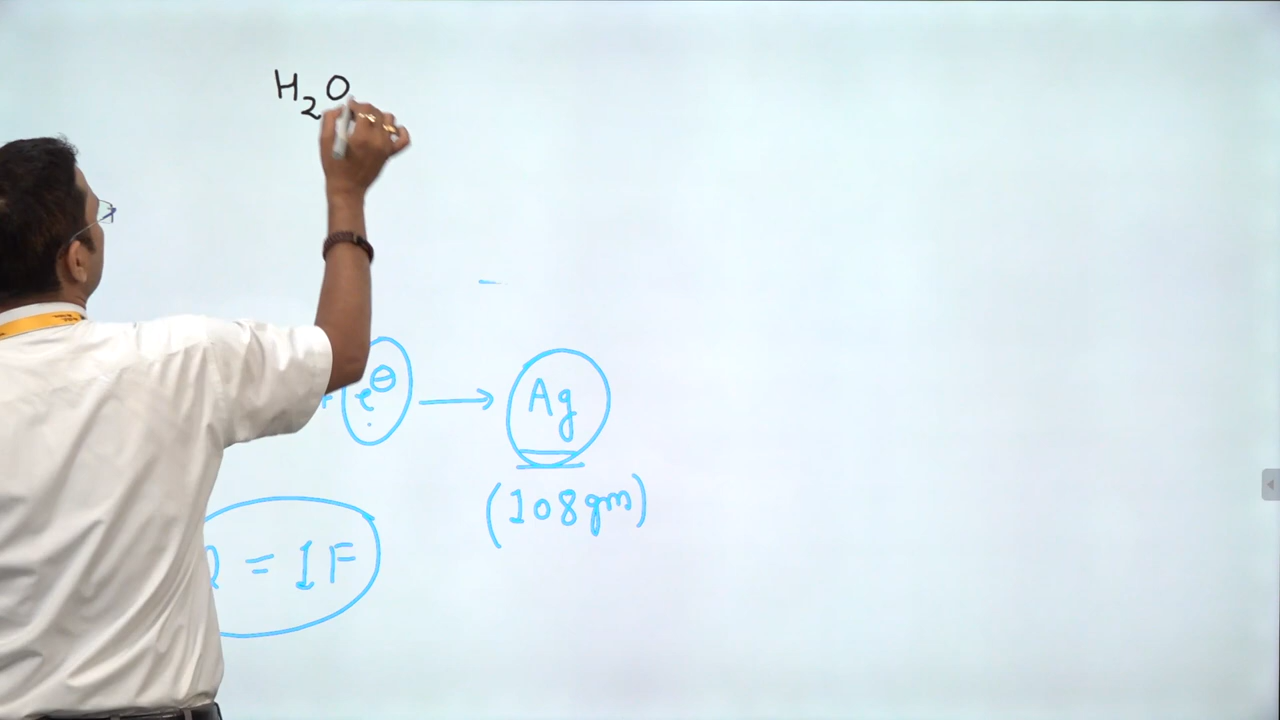 H₂O
+ e⊖ ⟶ Ag
(108gm)
= 1F